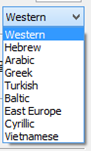 Western
Western
Hebrew
Arabic
Greek
Turkish
Baltic
East Europe
Cyrillic
Vietnamese